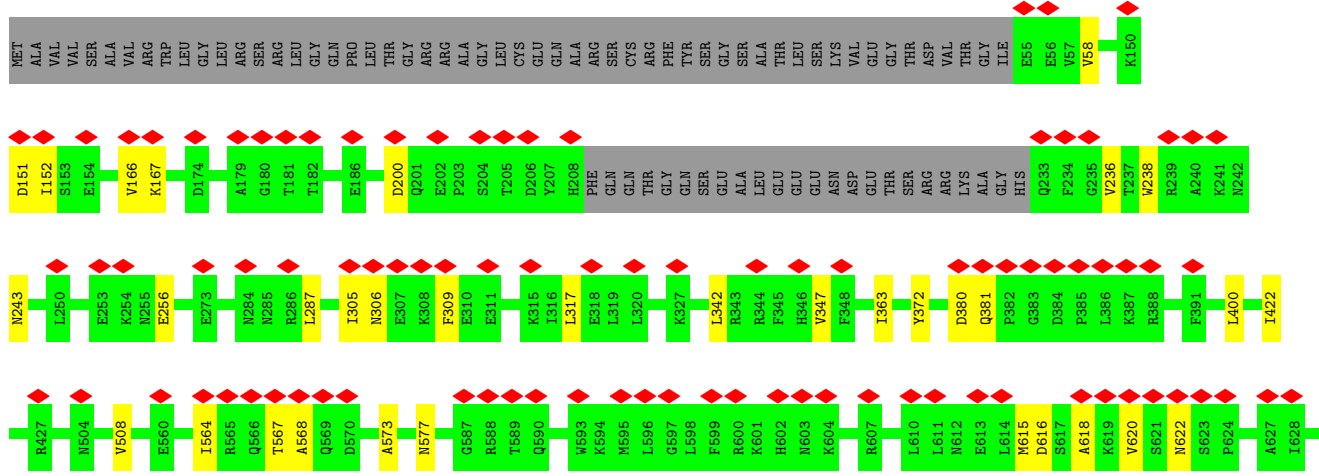 MET ALA VAL VAL SER ALA VAL ARG TRP LEU GLY LEU ARG SER ARG LEU GLY GLN PRO LEU THR GLY ARG ARG ALA GLY LEU CYS GLU GLN ALA ARG SER CYS ARG PHE TYR SER GLY SER ALA THR LEU SER LYS VAL GLU GLY THR ASP VAL THR GLY ILE E55 E56 V57 V58 K150
D151 I152 S153 E154 V166 K167 D174 A179 G180 T181 T182 E186 D200 Q201 E202 P203 S204 T205 D206 Y207 H208 PHE GLN GLN THR GLY GLN SER GLU ALA LEU GLU GLU GLU ASN ASP GLU THR SER ARG ARG LYS ALA GLY HIS Q233 F234 G235 V236 T237 W238 R239 A240 K241 N242
N243 L250 E253 K254 N255 E256 E273 N284 N285 R286 L287 I305 N306 E307 K308 F309 E310 E311 K315 I316 L317 E318 L319 L320 K327 L342 R343 R344 F345 H346 V347 F348 I363 Y372 D380 Q381 P382 G383 D384 P385 L386 K387 R388 F391 L400 I422
R427 N504 V508 E560 I564 R565 Q566 T567 A568 Q569 D570 A573 N577 G587 R588 T589 Q590 W593 K594 M595 L596 G597 L598 F599 R600 K601 H602 N603 K604 R607 L610 L611 N612 E613 L614 M615 D616 S617 A618 K619 V620 S621 N622 S623 P624 A627 I628